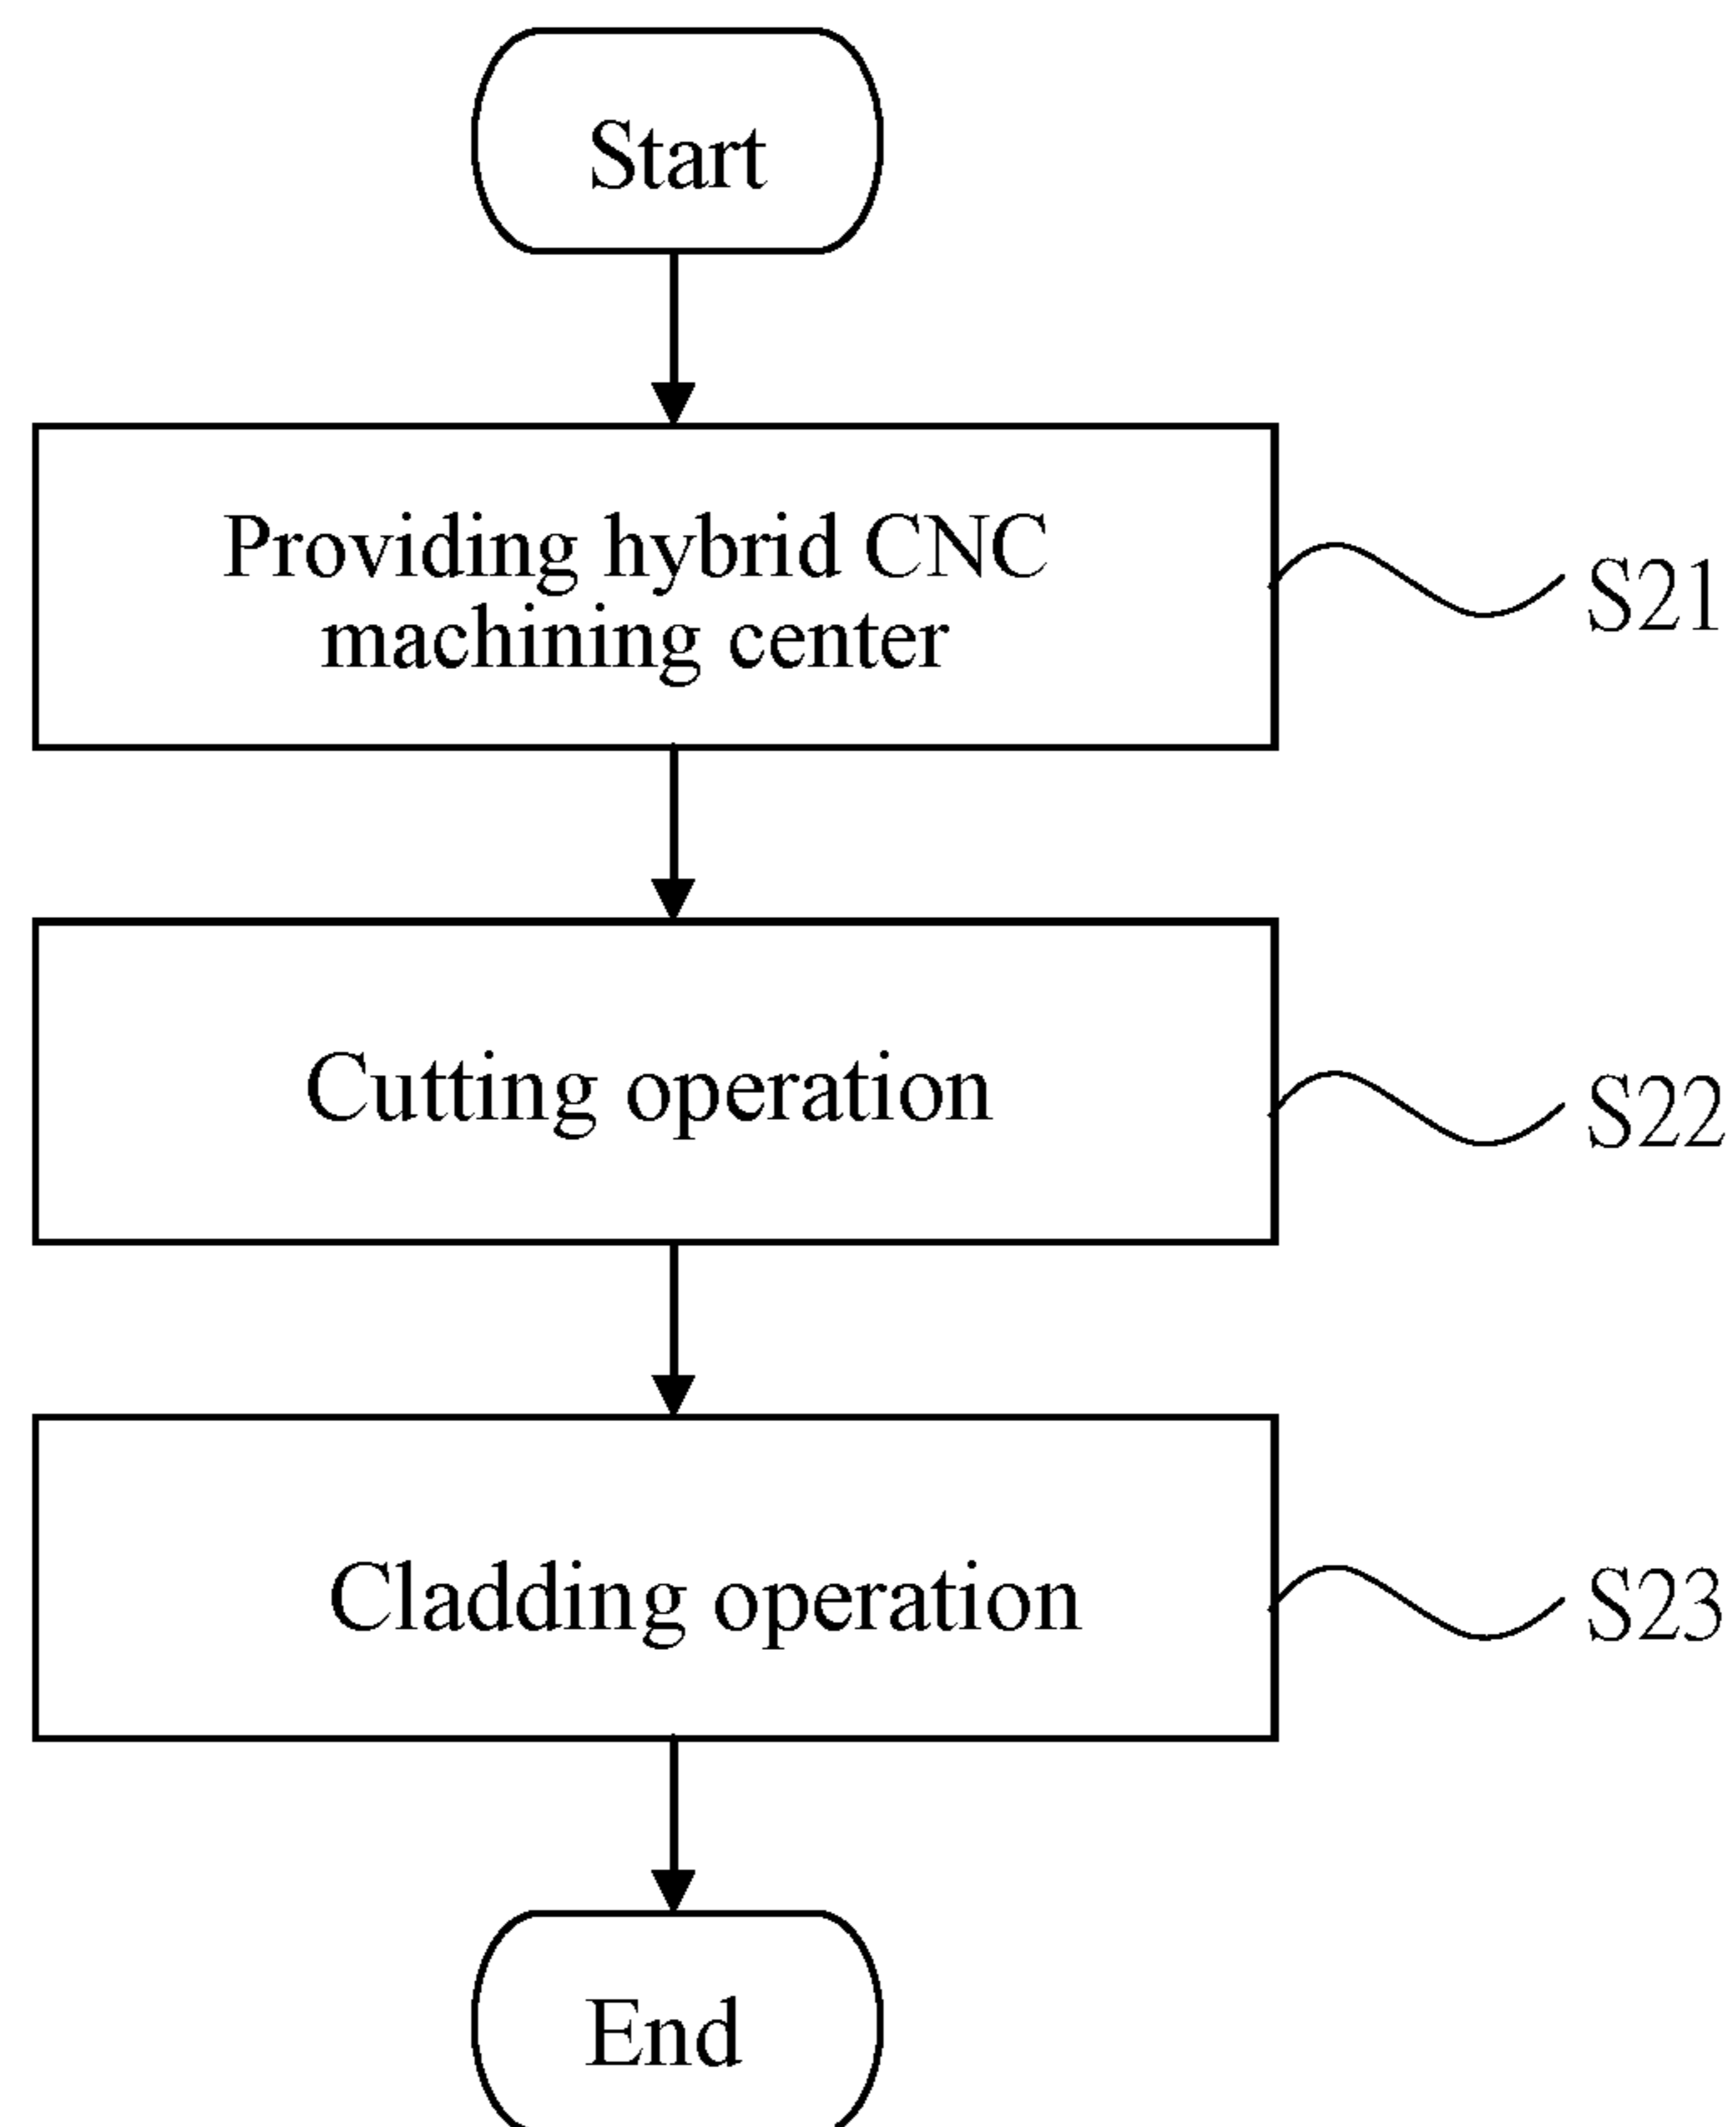 Start
Providing hybrid CNC
machining center
S21
Cutting operation
S22
Cladding operation
S23
End